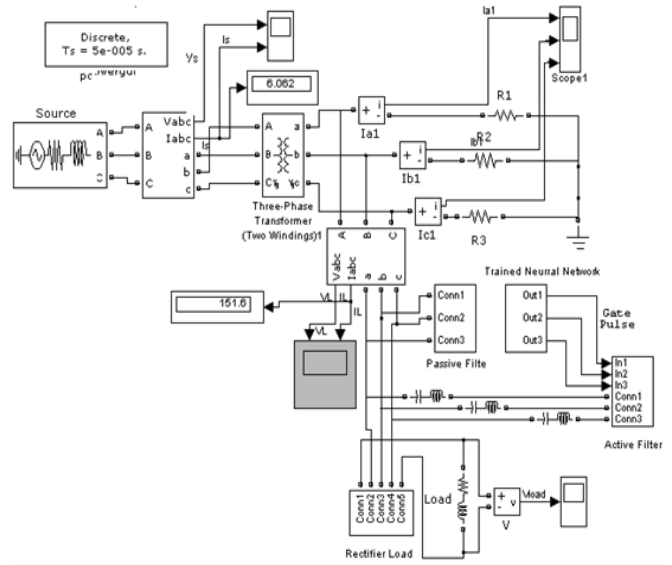 Discrete,
Ts = 5e-005 s.
powergui
Vs
Is
6.062
Ia1
Scope1
Source
A
B
C
A
B
C
Vabc
Iabc
a
b
c
Is
A
B
C
a
b
c
Three-Phase
Transformer
(Two Windings)1
+
-
i
Ia1
R1
+
-
i
Ib1
Ib1
R2
+
-
i
Ic1
R3
A
B
C
Vabc
Iabc
a
b
c
151.6
VL
IL
VL
IL
Conn1
Conn2
Conn3
Passive Filte
Trained Neurral Network
Out1
Out2
Out3
Gate
Pulse
In1
In2
In3
Conn1
Conn2
Conn3
Active Filter
Conn1
Conn2
Conn3
Conn4
Conn5
Rectifier Load
Load
+
-
v
V
Vload